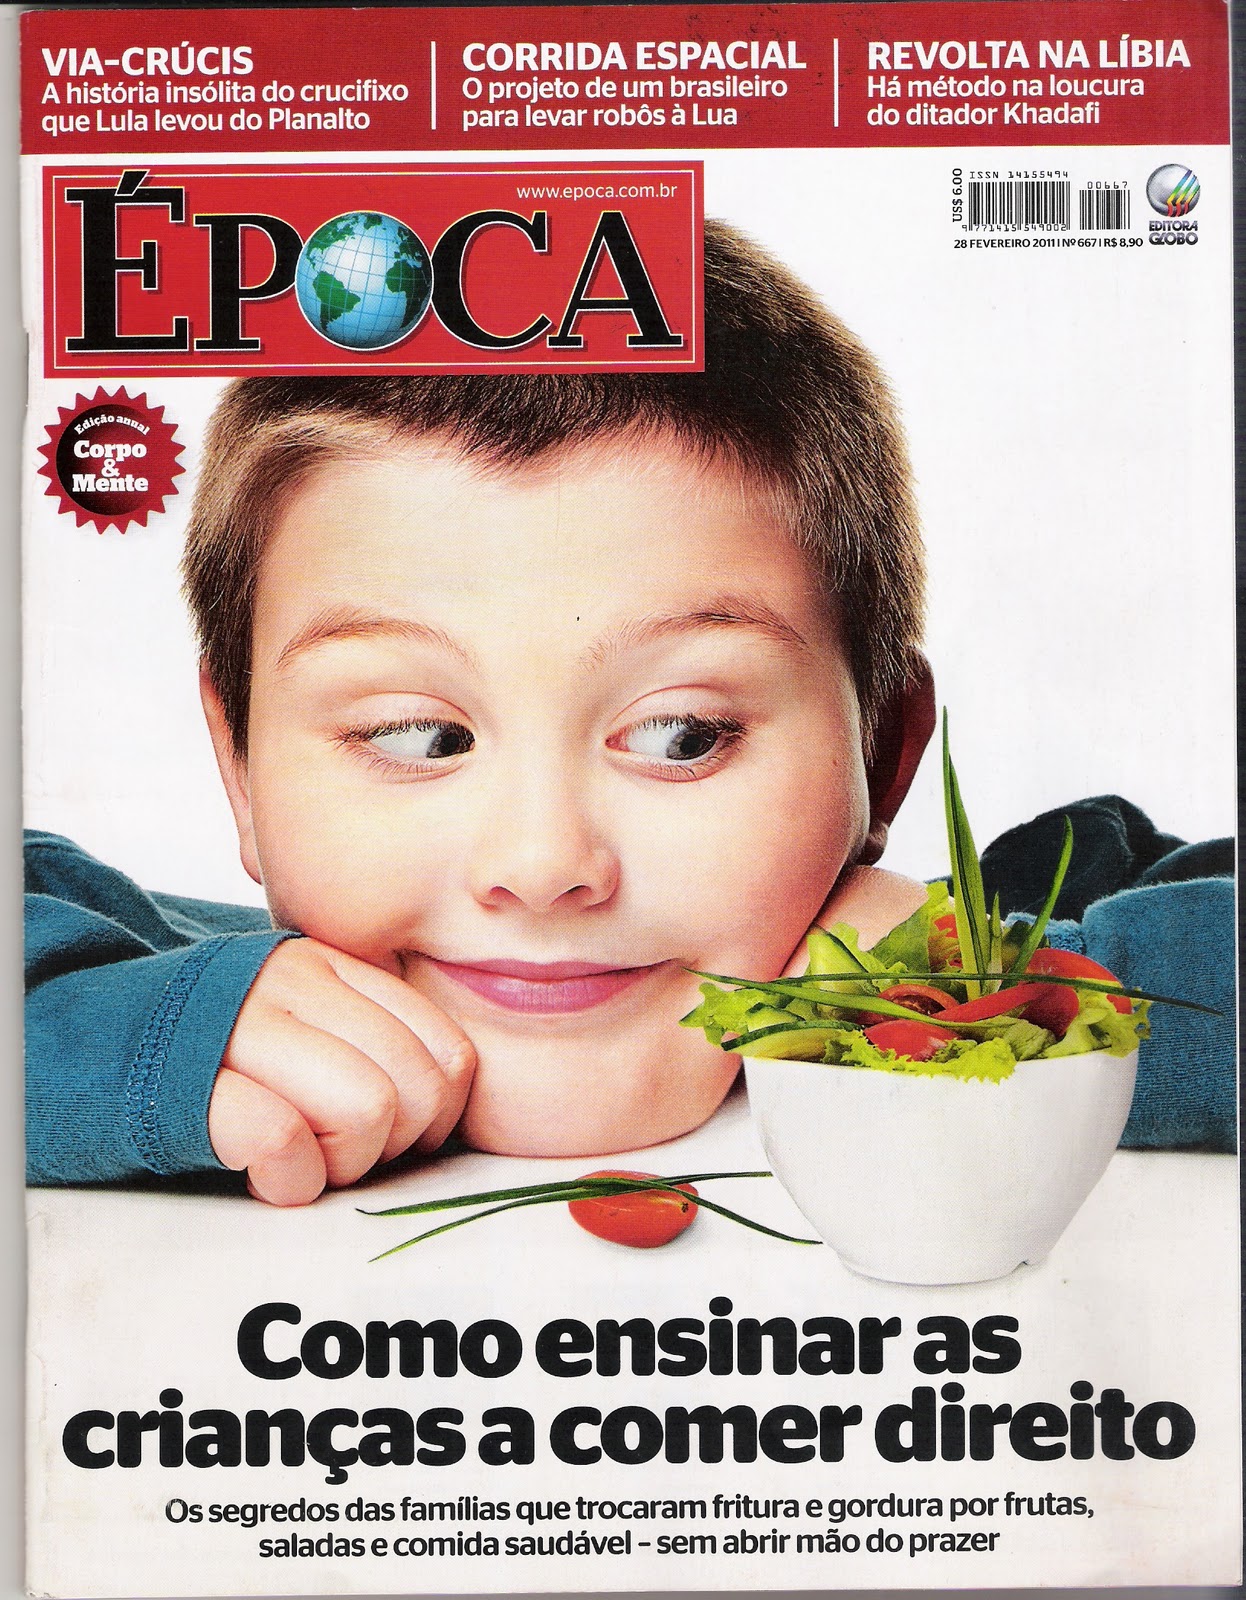 VIA-CRÚCIS
A história insólita do crucifixo
que Lula levou do Planalto
CORRIDA ESPACIAL
O projeto de um brasileiro
para levar robôs à Lua
REVOLTA NA LÍBIA
Há método na loucura
do ditador Khadafi
ÉPOCA
www.epoca.com.br
US$ 6.00
ISSN 14155494
00667
9 771415 549002
EDITORA
GLOBO
28 FEVEREIRO 2011 I Nº 667 I R$ 8,90
Edição anual
Corpo
&
Mente
Como ensinar as
crianças a comer direito
Os segredos das famílias que trocaram fritura e gordura por frutas,
saladas e comida saudável – sem abrir mão do prazer